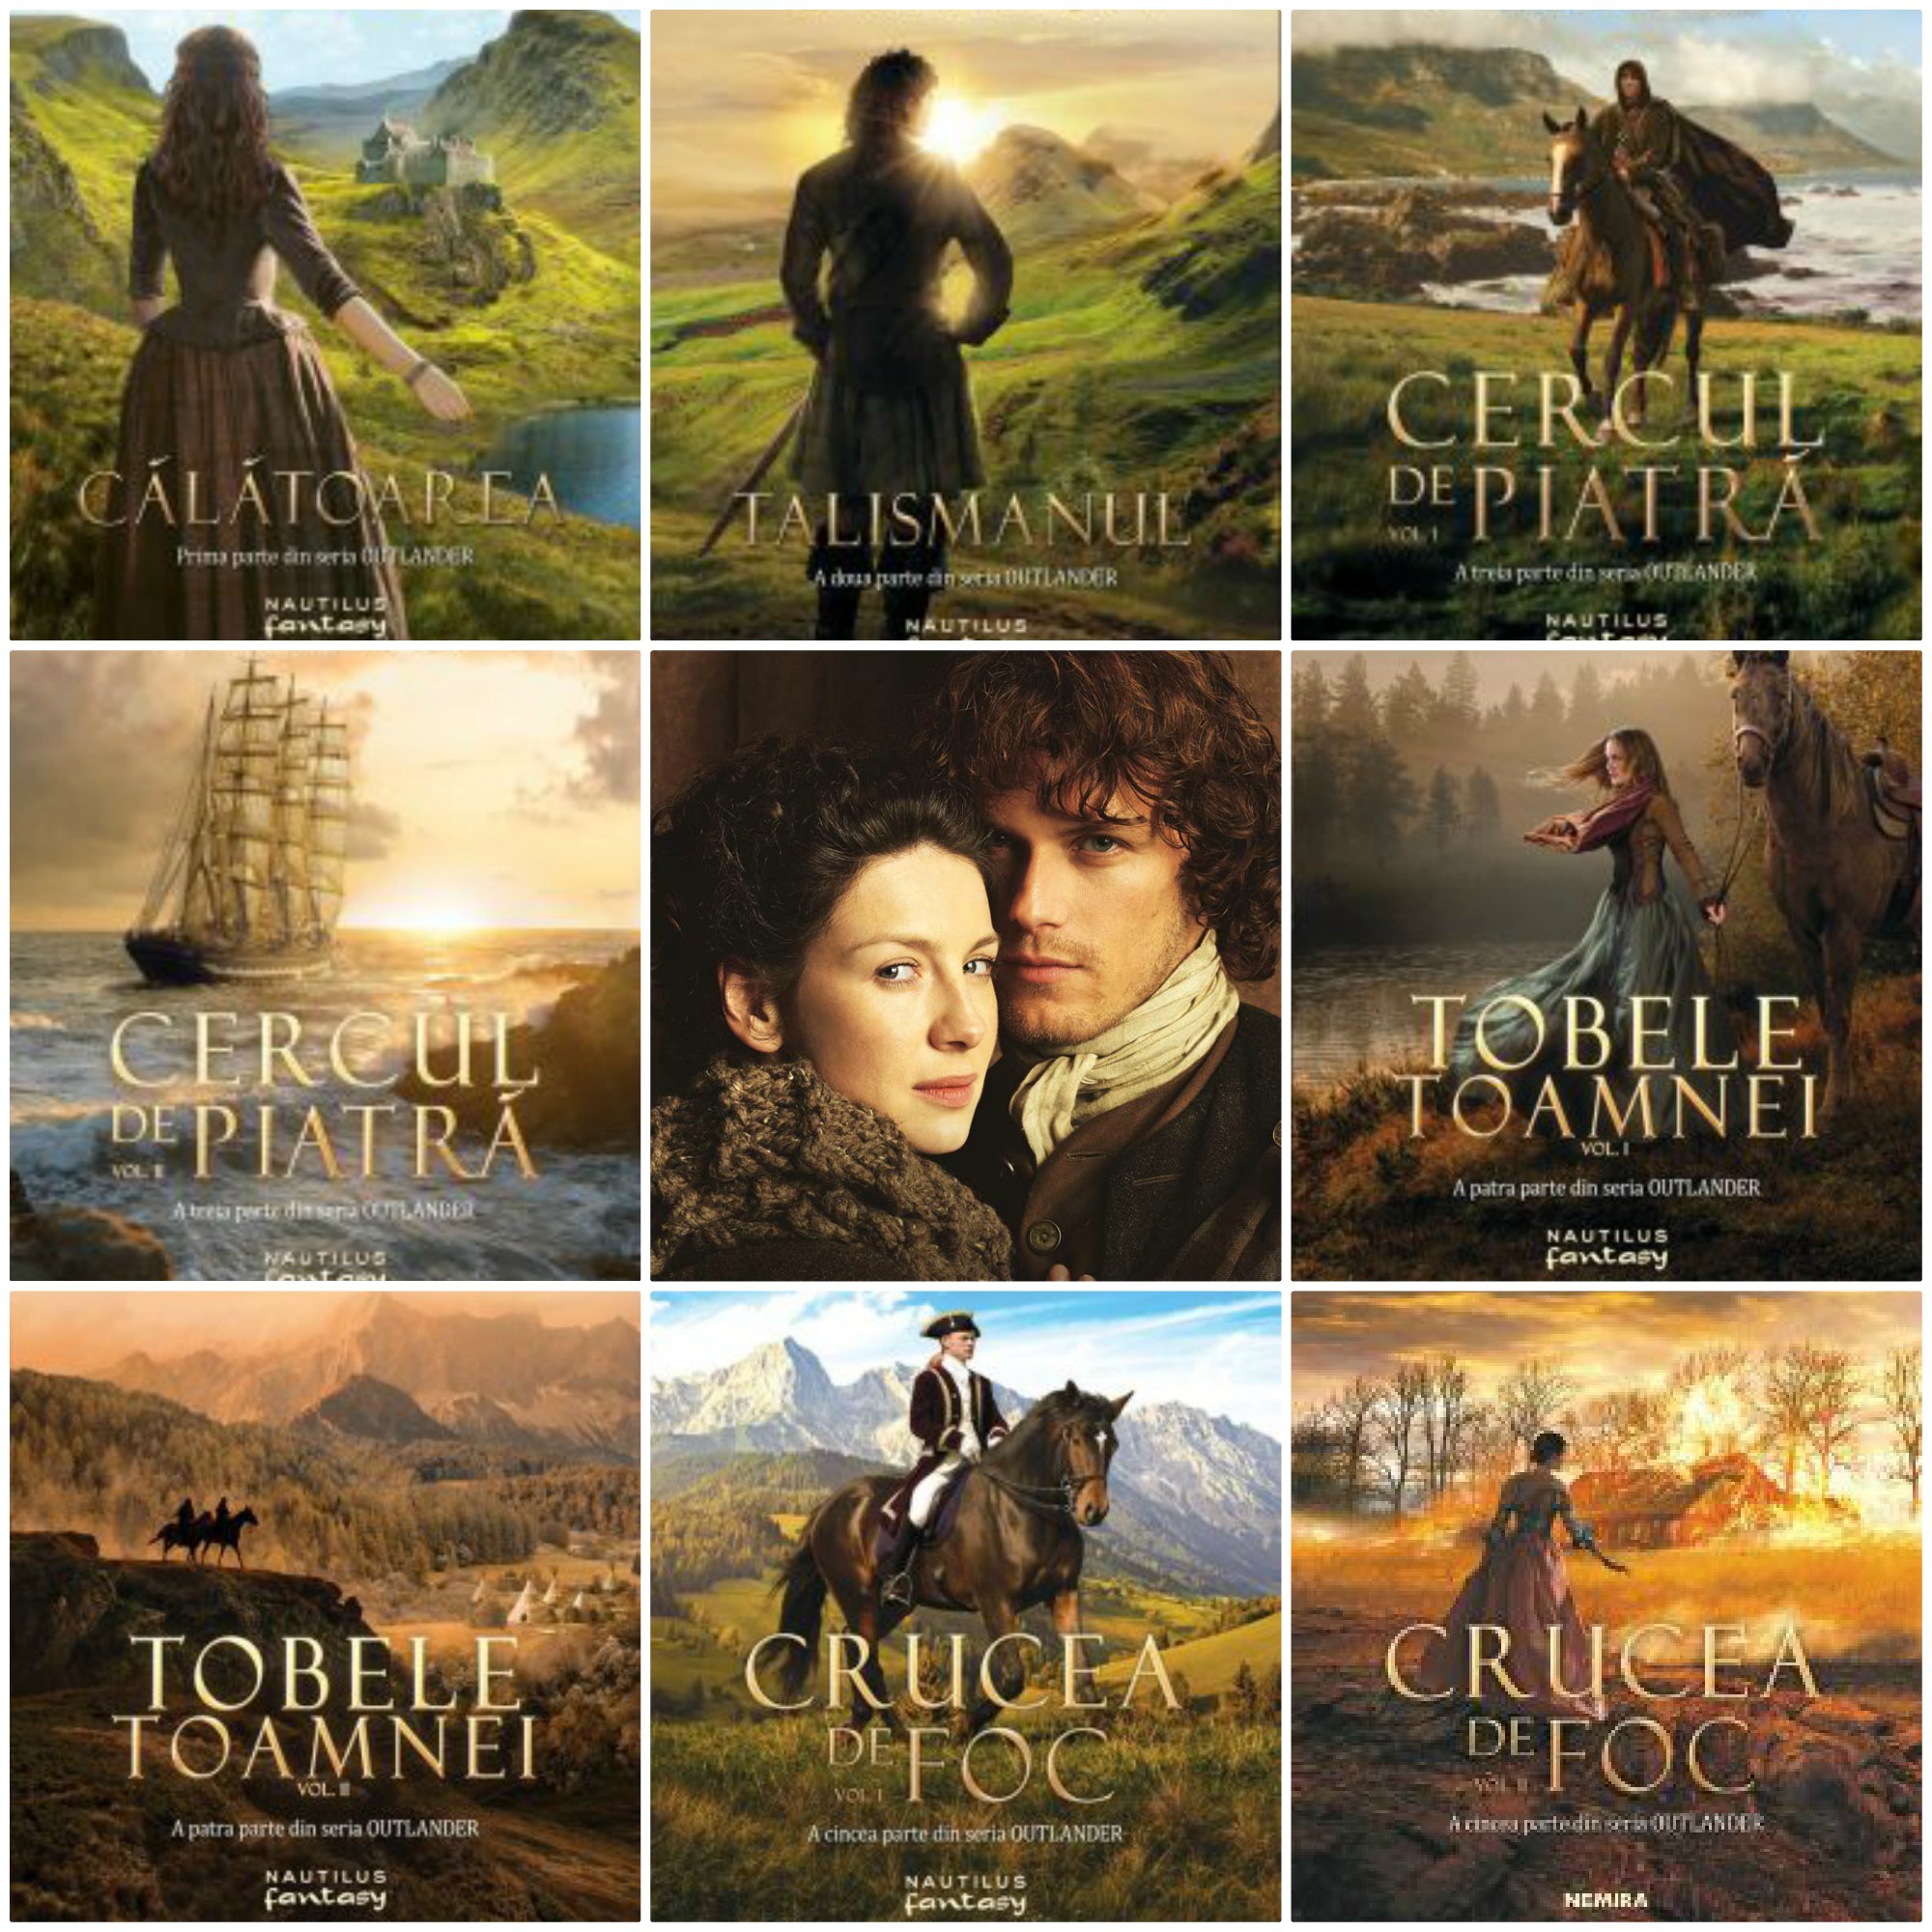 CĂLĂTOAREA
Prima parte din seria OUTLANDER
NAUTILUS
fantasy
TALISMANUL
A doua parte din seria OUTLANDER
NAUTILUS
CERCUL
DE PIATRĂ
VOL. I
A treia parte din seria OUTLANDER
NAUTILUS
fantasy
CERCUL
DE PIATRĂ
VOL. II
A treia parte din seria OUTLANDER
NAUTILUS
fantasy
TOBELE
TOAMNEI
VOL. I
A patra parte din seria OUTLANDER
NAUTILUS
fantasy
TOBELE
TOAMNEI
VOL. II
A patra parte din seria OUTLANDER
NAUTILUS
fantasy
CRUCEA
DE FOC
VOL. I
A cincea parte din seria OUTLANDER
NAUTILUS
fantasy
CRUCEA
DE FOC
VOL. II
A cincea parte din seria OUTLANDER
NEMIRA